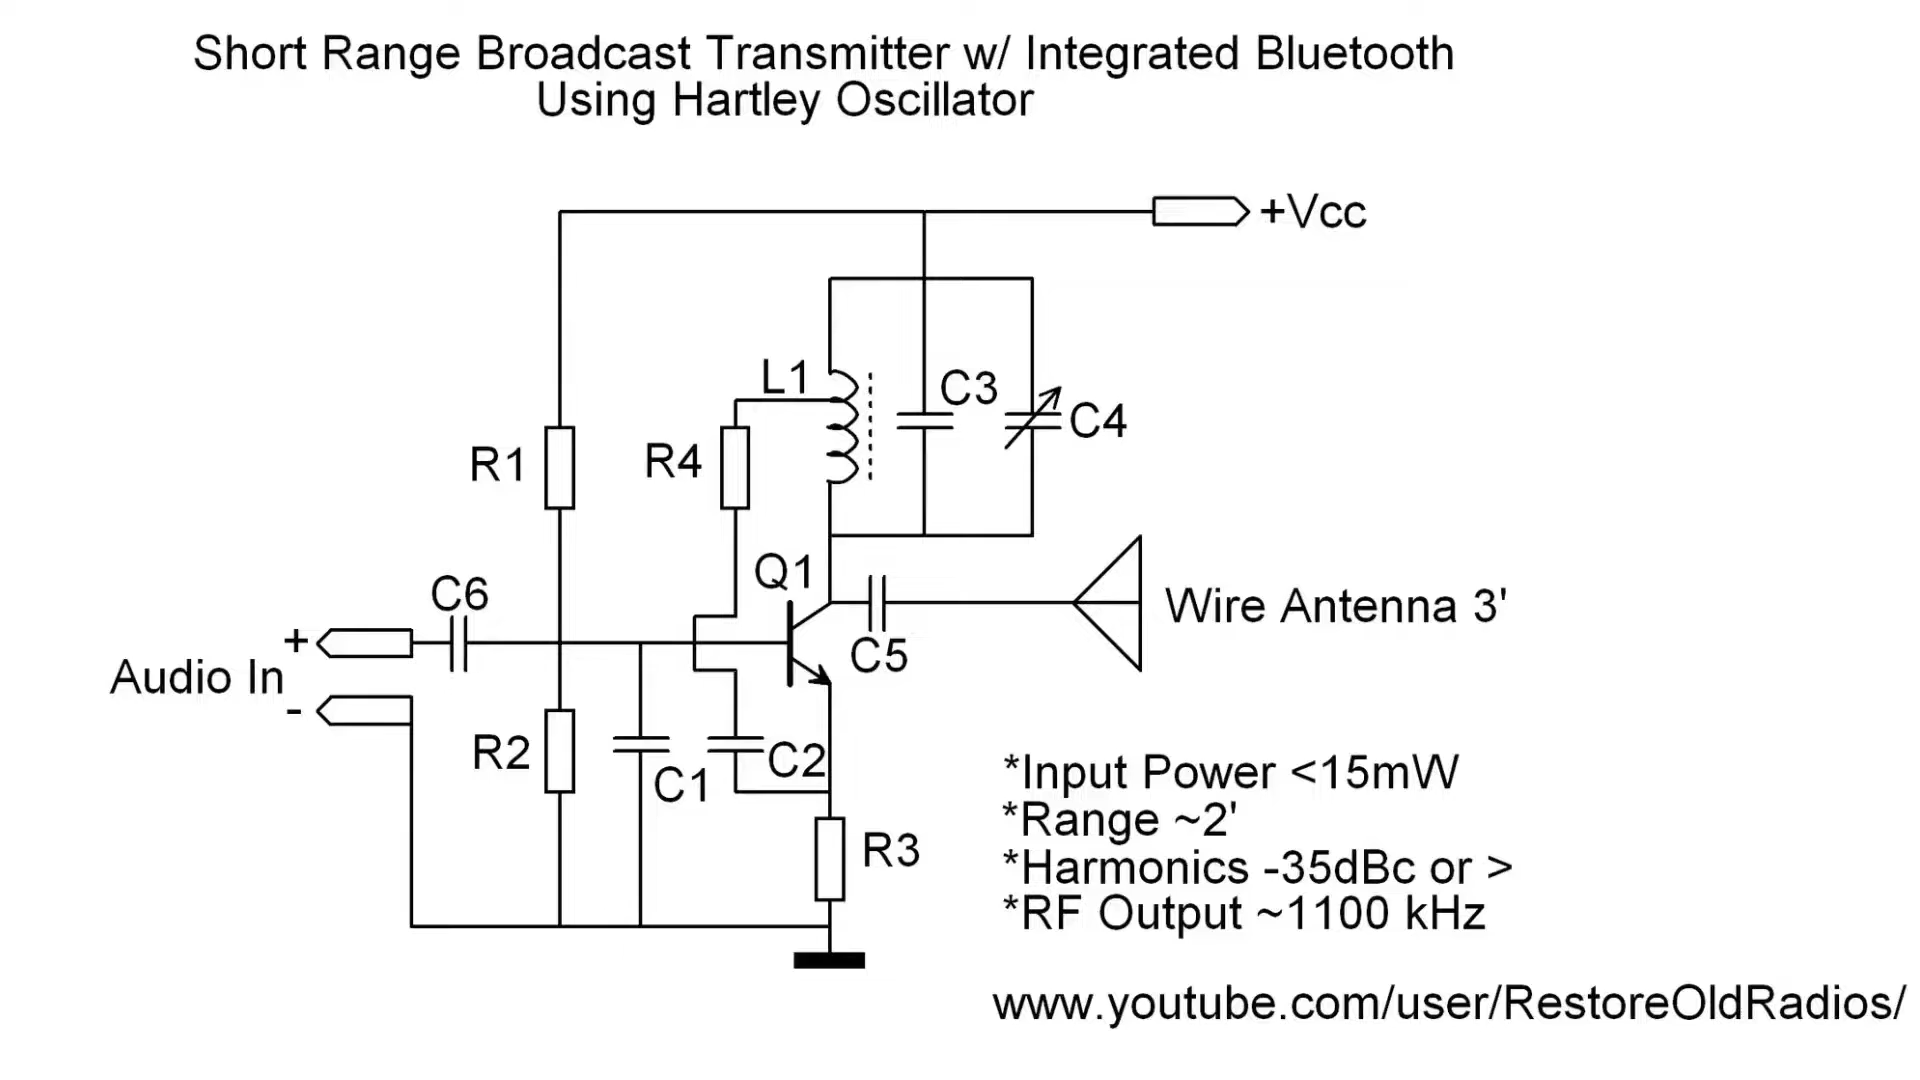 Short Range Broadcast Transmitter w/ Integrated Bluetooth
Using Hartley Oscillator
+Vcc
L1
C3
C4
R1
R4
Q1
C6
+
Audio In
-
C5
Wire Antenna 3'
R2
C1
C2
R3
*Input Power <15mW
*Range ~2'
*Harmonics -35dBc or >
*RF Output ~1100 kHz
www.youtube.com/user/RestoreOldRadios/